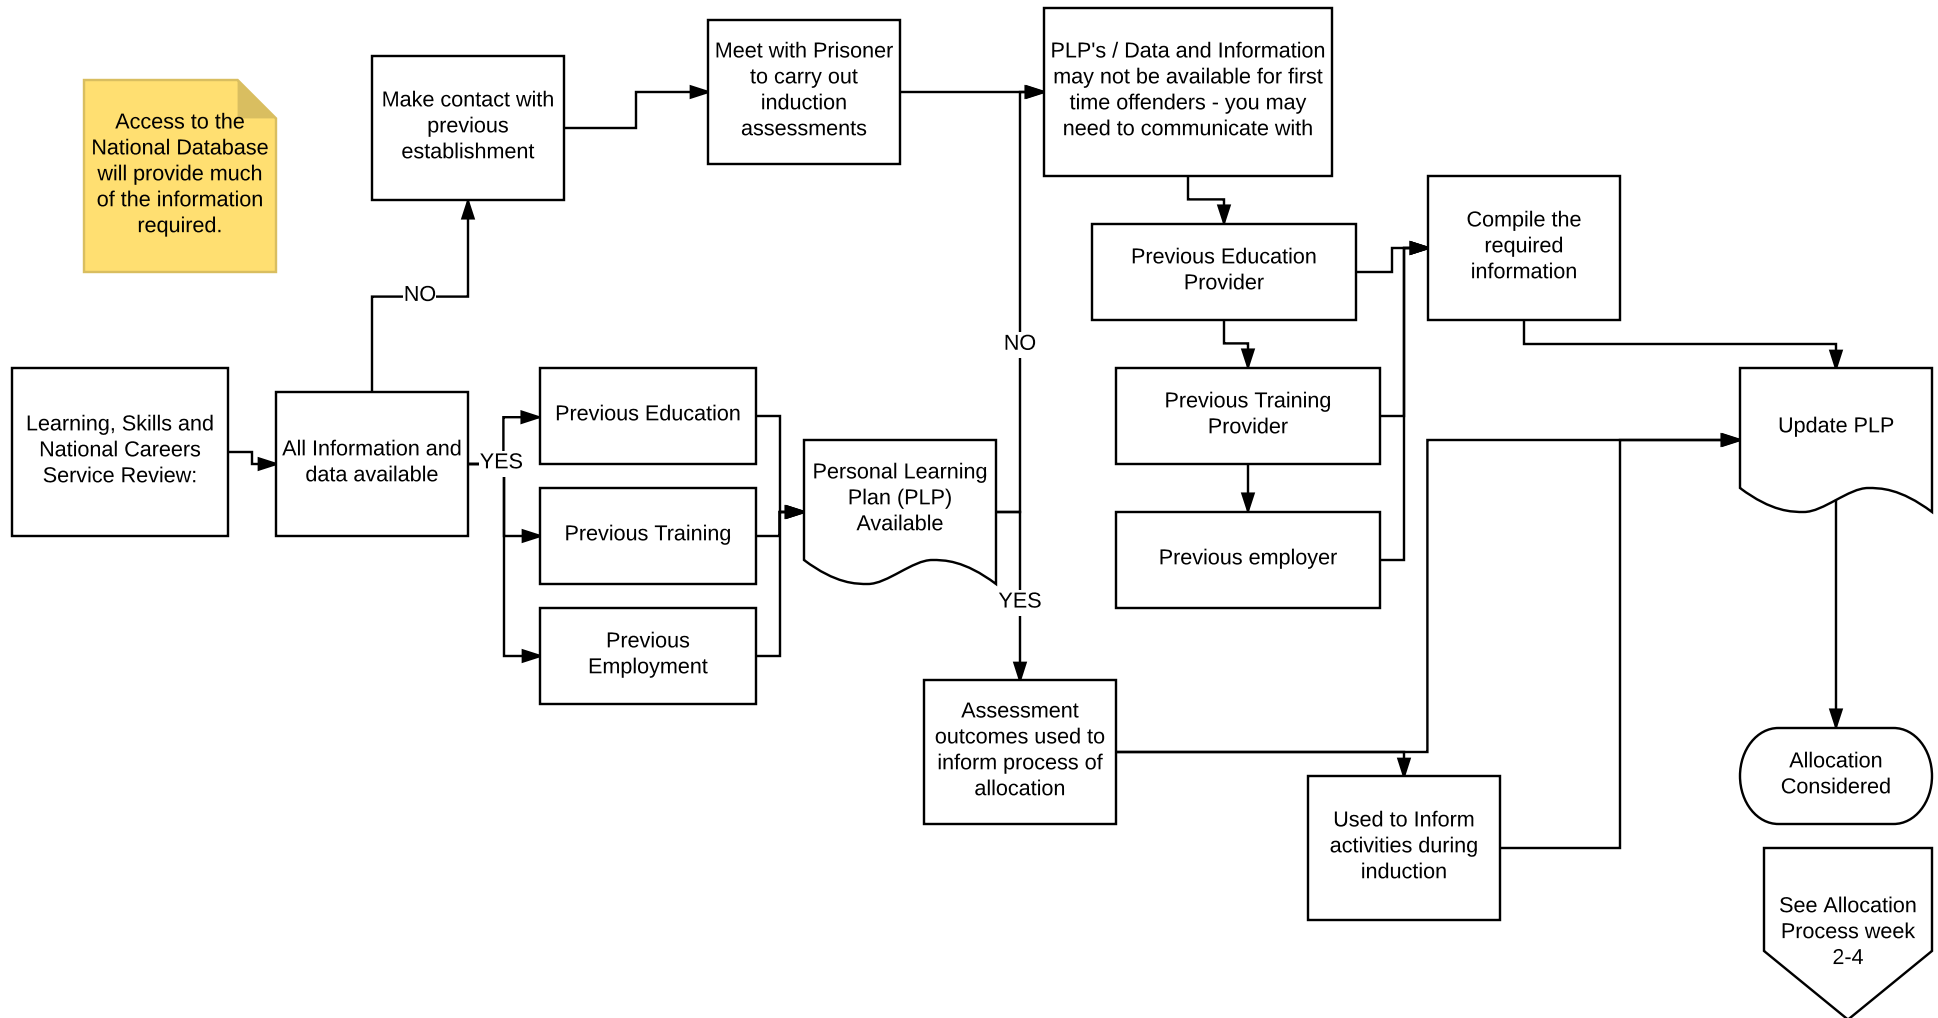 Access to the
National Database
will provide much
of the information
required.
Make contact with
previous
establishment
Meet with Prisoner
to carry out
induction
assessments
PLP's / Data and Information
may not be available for first
time offenders - you may
need to communicate with
Previous Education
Provider
Compile the
required
information
NO
NO
Learning, Skills and
National Careers
Service Review:
All Information and
data available
YES
Previous Education
Previous Training
Previous
Employment
Personal Learning
Plan (PLP)
Available
YES
Previous Training
Provider
Previous employer
Update PLP
Assessment
outcomes used to
inform process of
allocation
Used to Inform
activities during
induction
Allocation
Considered
See Allocation
Process week
2-4